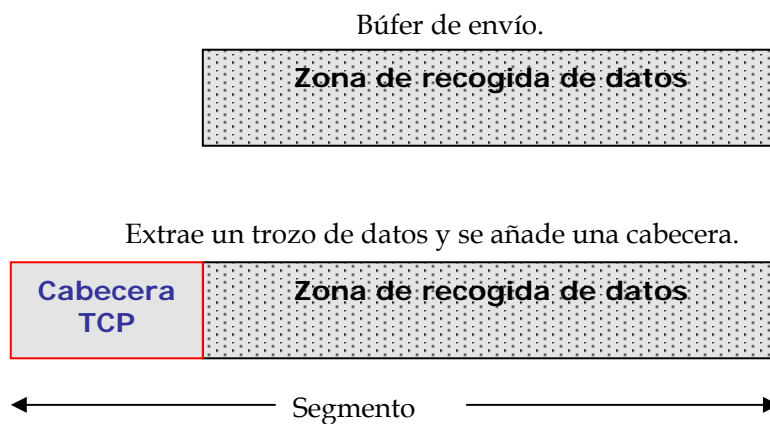 Búfer de envío.
Zona de recogida de datos
Extrae un trozo de datos y se añade una cabecera.
Cabecera
TCP
Zona de recogida de datos
Segmento